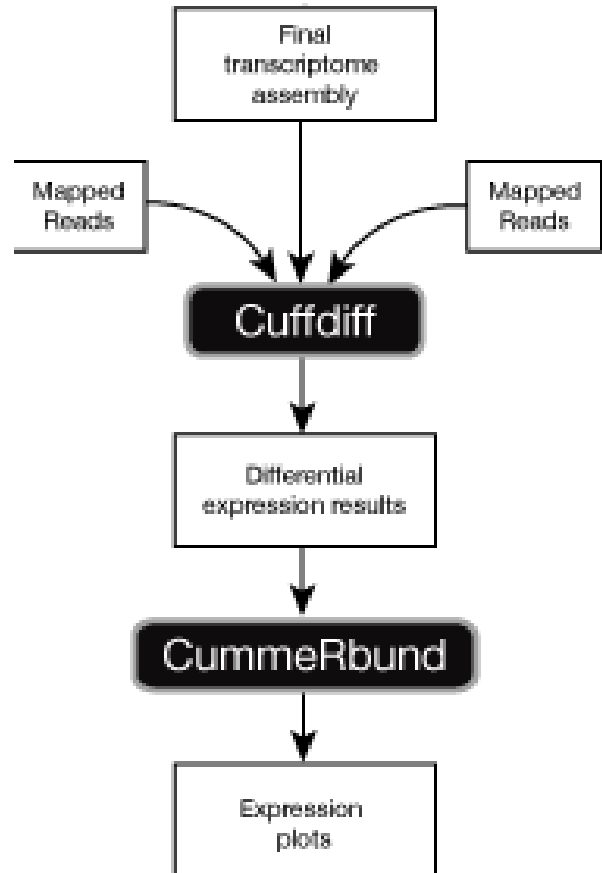 Final
transcriptome
assembly
Mapped
Reads
Mapped
Reads
Cuffdiff
Differential
expression results
CummeRbund
Expression
plots